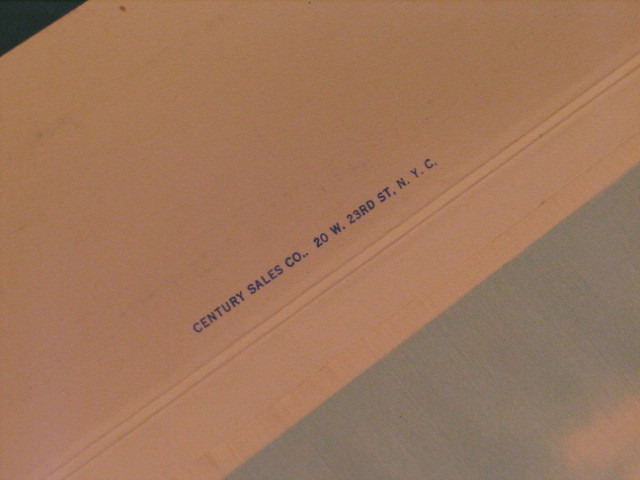 CENTURY SALES CO., 20 W. 23RD ST, N. Y. C.